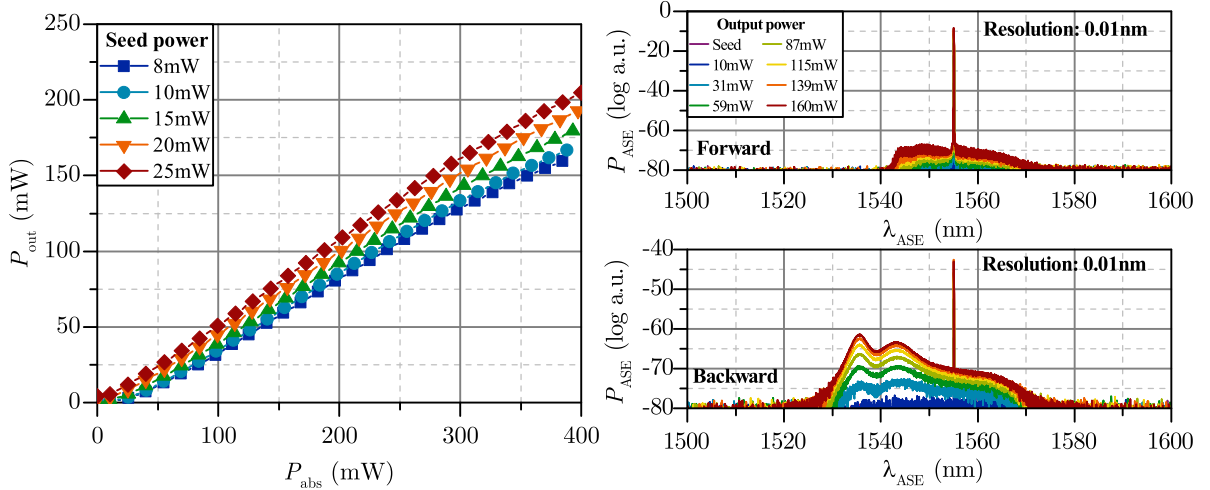 250
200
150
100
50
0
P_out (mW)
0 100 200 300 400
P_abs (mW)
Seed power
8mW
10mW
15mW
20mW
25mW
0
-20
-40
-60
-80
P_ASE (log a.u.)
Output power
Seed 87mW
10mW 115mW
31mW 139mW
59mW 160mW
Resolution: 0.01nm
Forward
1500 1520 1540 1560 1580 1600
λ_ASE (nm)
-40
-50
-60
-70
-80
P_ASE (log a.u.)
Resolution: 0.01nm
Backward
1500 1520 1540 1560 1580 1600
λ_ASE (nm)